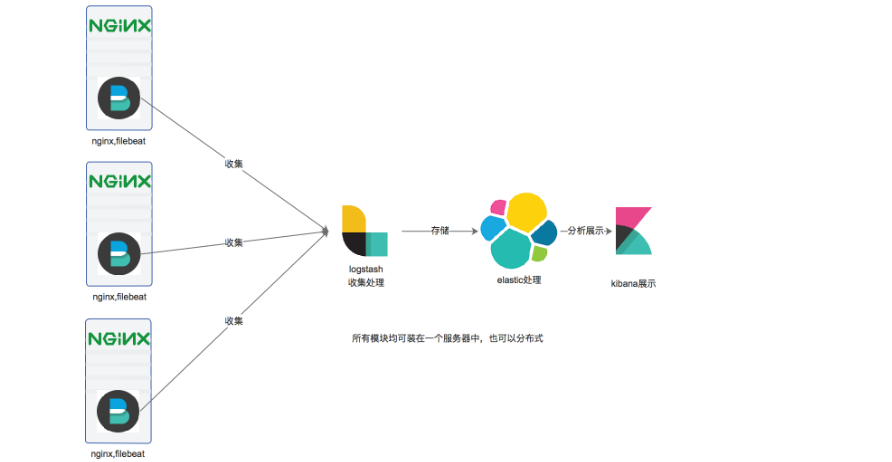 NGINX
nginx,filebeat
收集
NGINX
nginx,filebeat
收集
NGINX
nginx,filebeat
收集
logstash
收集处理
存储
elastic处理
分析展示
kibana展示
所有模块均可装在一个服务器中，也可以分布式